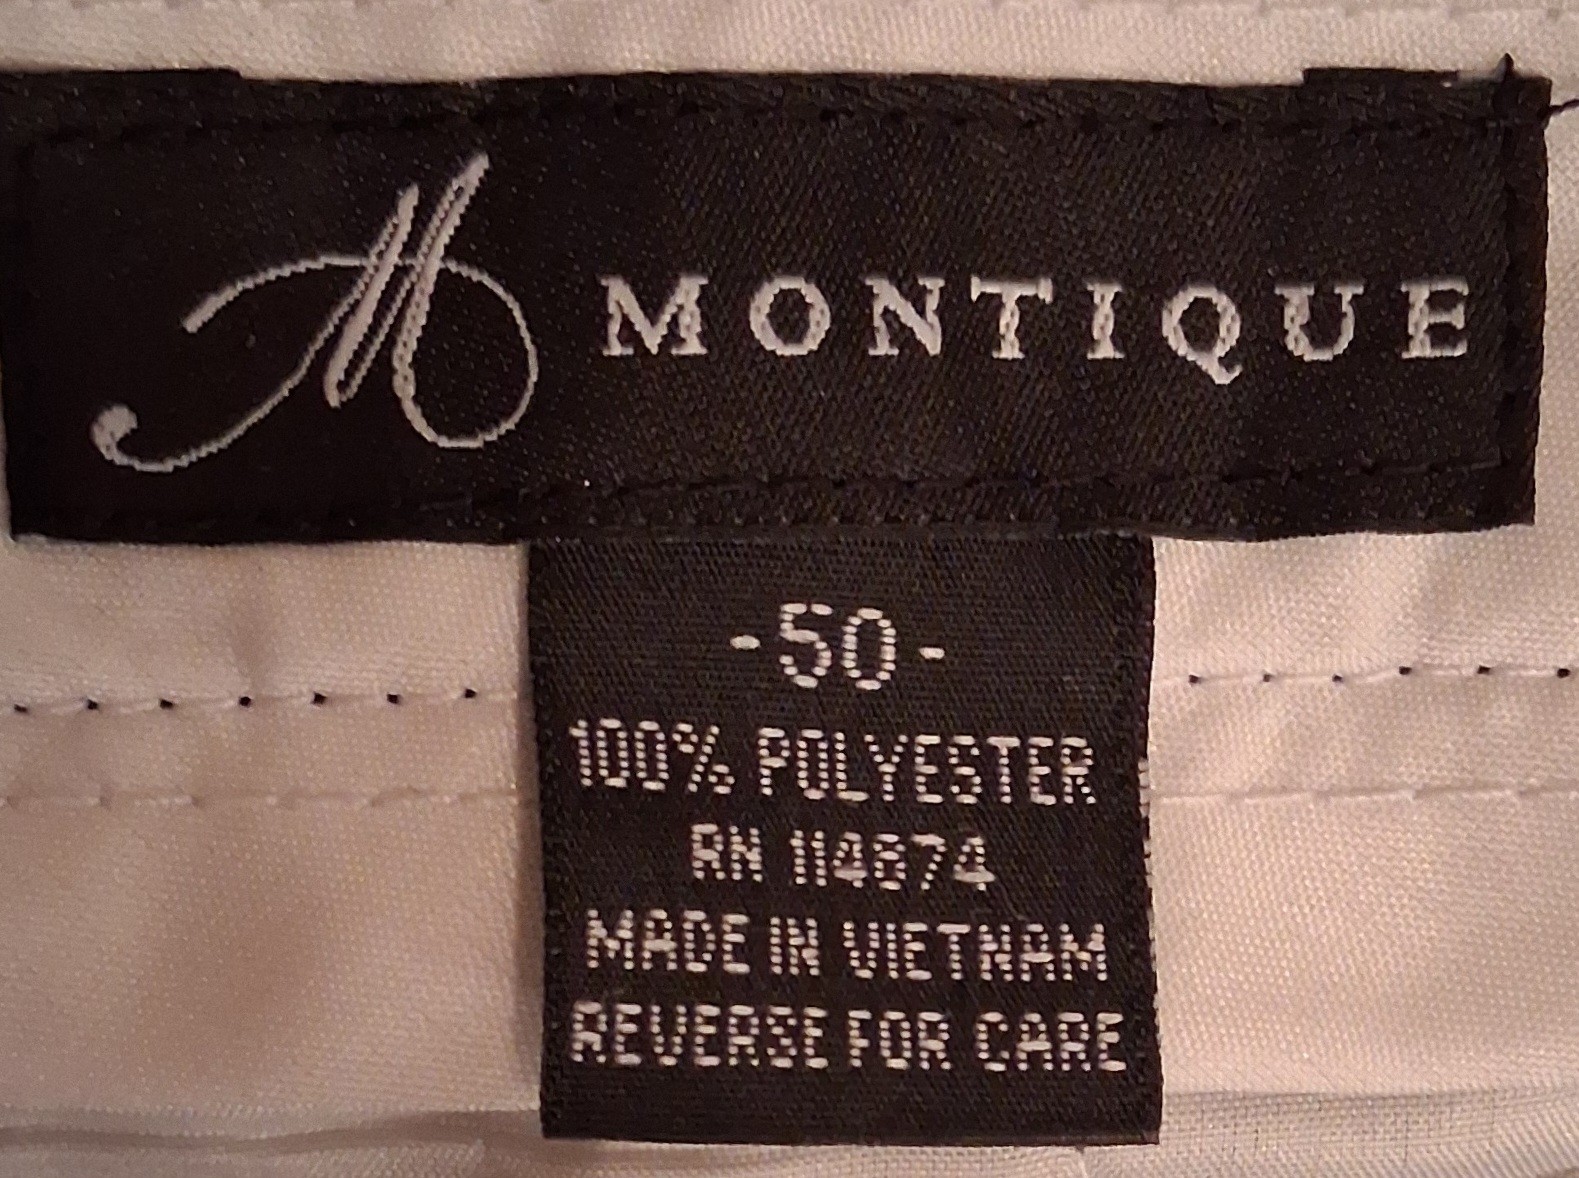 M MONTIQUE
-50-
100% POLYESTER
RN 114874
MADE IN VIETNAM
REVERSE FOR CARE